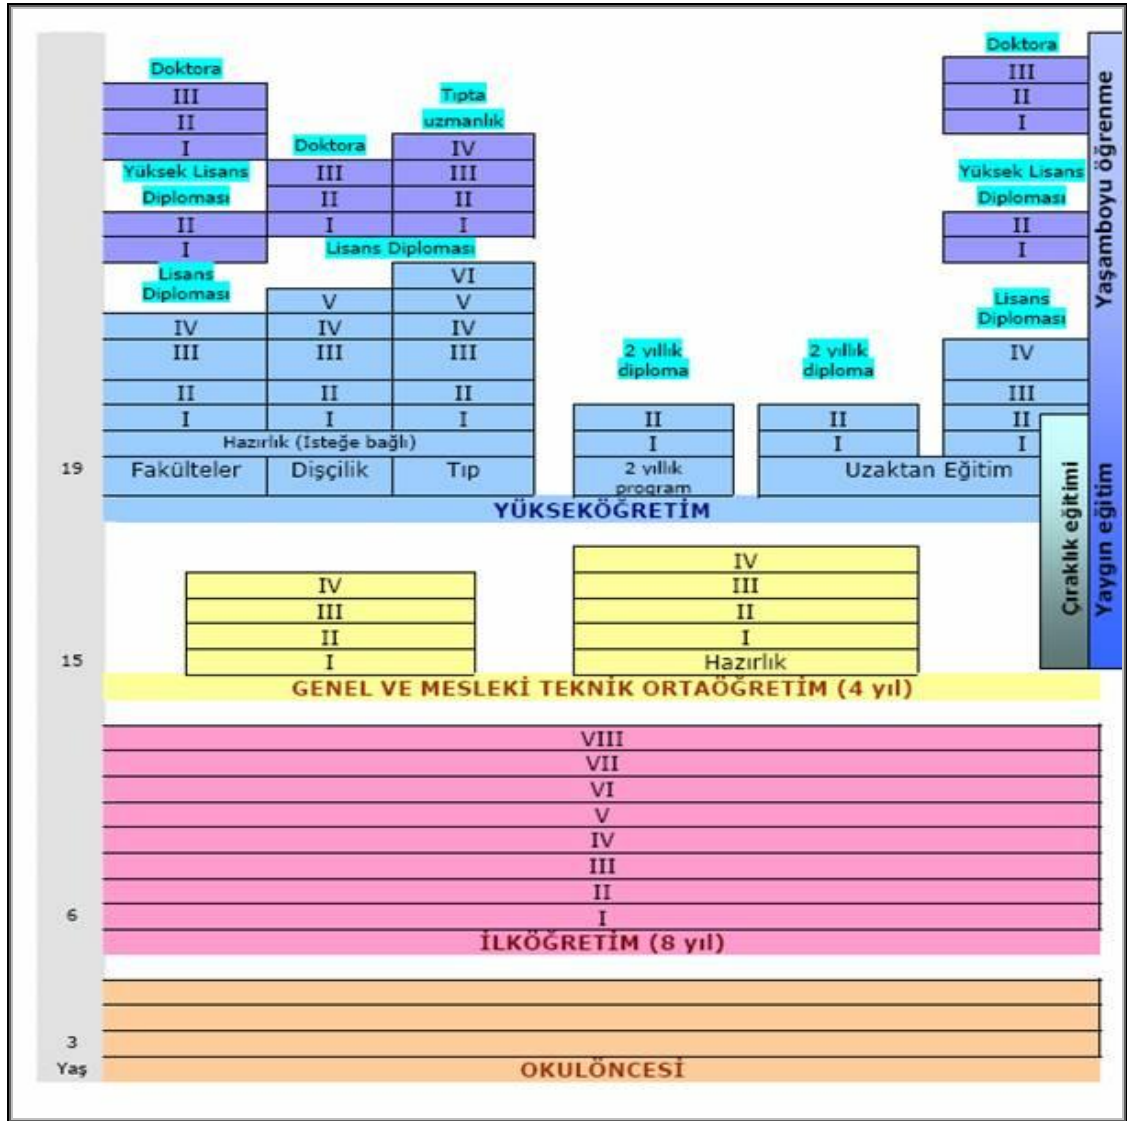 Doktora
III
II
I
Yüksek Lisans
Diploması
II
I
Lisans
Diploması
IV
III
II
I
Doktora
III
II
I
Tıpta
uzmanlık
IV
III
II
I
Lisans Diploması
V
IV
III
II
I
VI
V
IV
III
II
I
Hazırlık (İsteğe bağlı)
19
Fakülteler
Dişçilik
Tıp
2 yıllık
diploma
II
I
2 yıllık
program
2 yıllık
diploma
II
I
Uzaktan Eğitim
Doktora
III
II
I
Yüksek Lisans
Diploması
II
I
Lisans
Diploması
IV
III
II
I
YÜKSEKÖĞRETİM
Yaşamboyu öğrenme
Yaygın eğitim
Çıraklık eğitimi
IV
III
II
I
IV
III
II
I
Hazırlık
15
GENEL VE MESLEKİ TEKNİK ORTAÖĞRETİM (4 yıl)
VIII
VII
VI
V
IV
III
II
6
I
İLKÖĞRETİM (8 yıl)
3
Yaş
OKULÖNCESİ